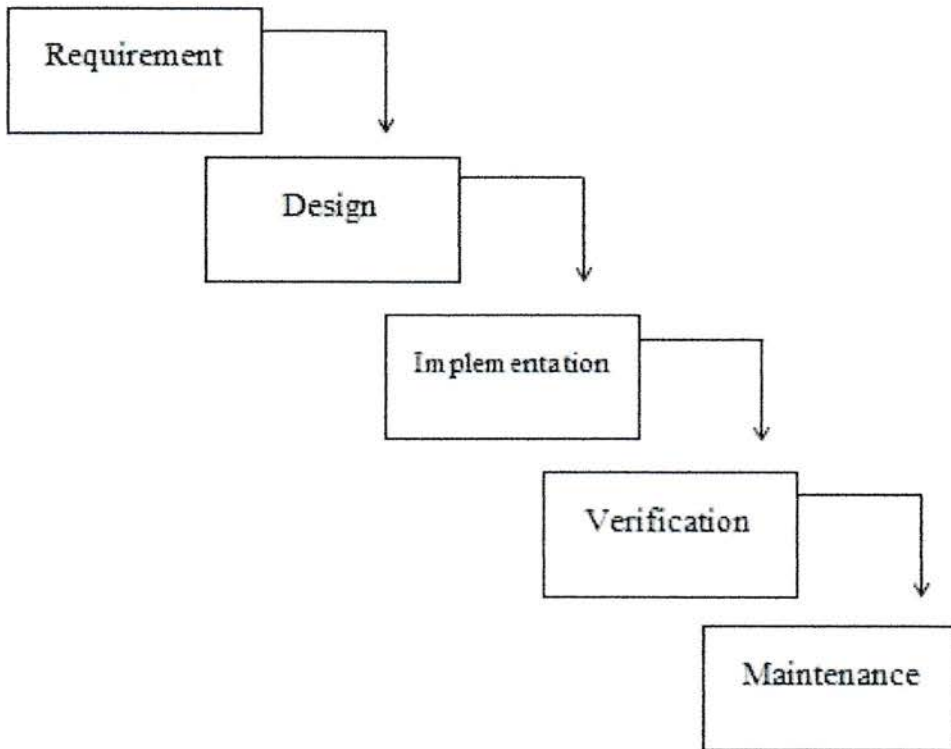 Requirement
Design
Implementation
Verification
Maintenance